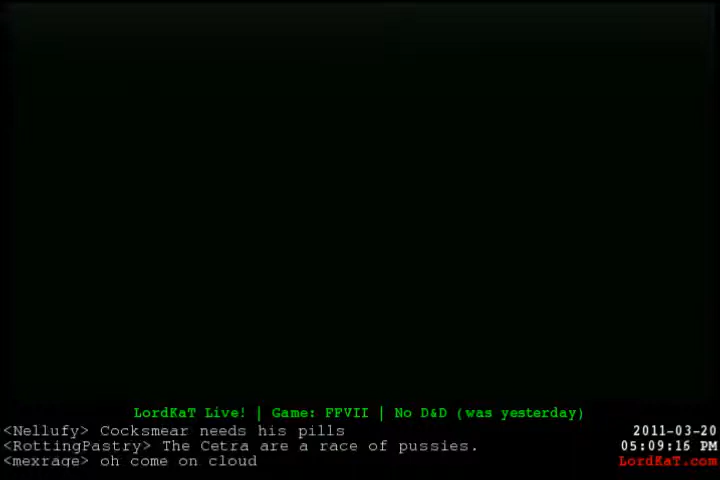 LordKaT Live! | Game: FFVII | No D&D (was yesterday)
<Nellufy> Cocksmear needs his pills
2011-03-20
<RottingPastry> The Cetra are a race of pussies.
05:09:16 PM
<mexrage> oh come on cloud
LordKaT.com